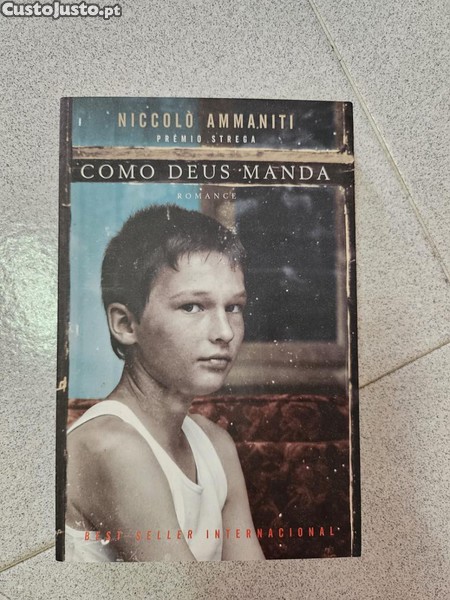 CustoJusto.pt
NICCOLÒ AMMANITI
PRÉMIO STREGA
COMO DEUS MANDA
ROMANCE
BEST SELLER INTERNACIONAL